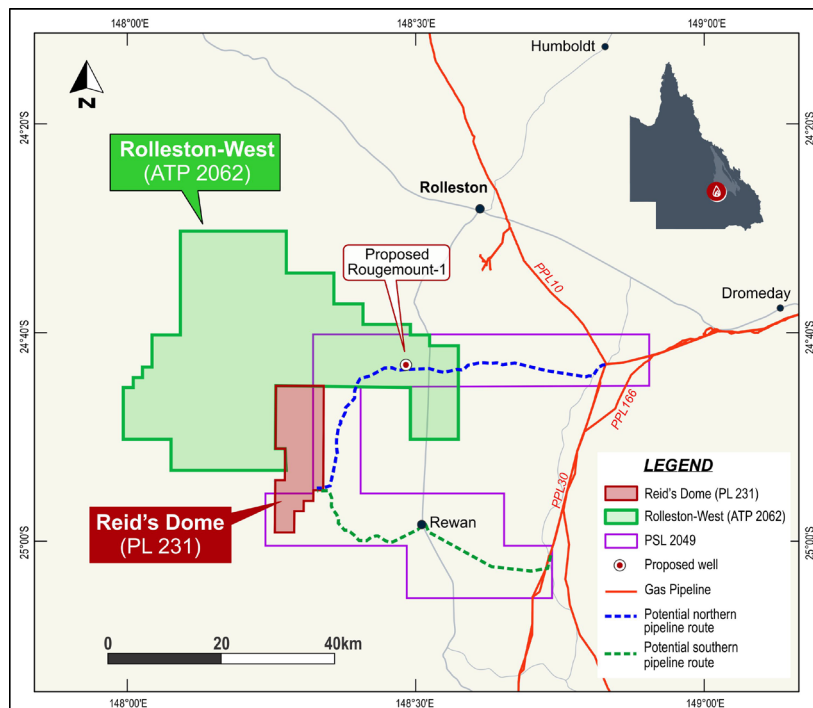 148°00'E
148°30'E
149°00'E
Humboldt
N
24°20'S
24°20'S
Rolleston-West
(ATP 2062)
Rolleston
Proposed
Rougemount-1
PPL10
Dromeday
24°40'S
24°40'S
PPL166
PPL30
LEGEND
Reid's Dome (PL 231)
Rolleston-West (ATP 2062)
PSL 2049
Proposed well
Gas Pipeline
Potential northern
pipeline route
Potential southern
pipeline route
Reid's Dome
(PL 231)
Rewan
25°00'S
25°00'S
0
20
40km
148°00'E
148°30'E
149°00'E